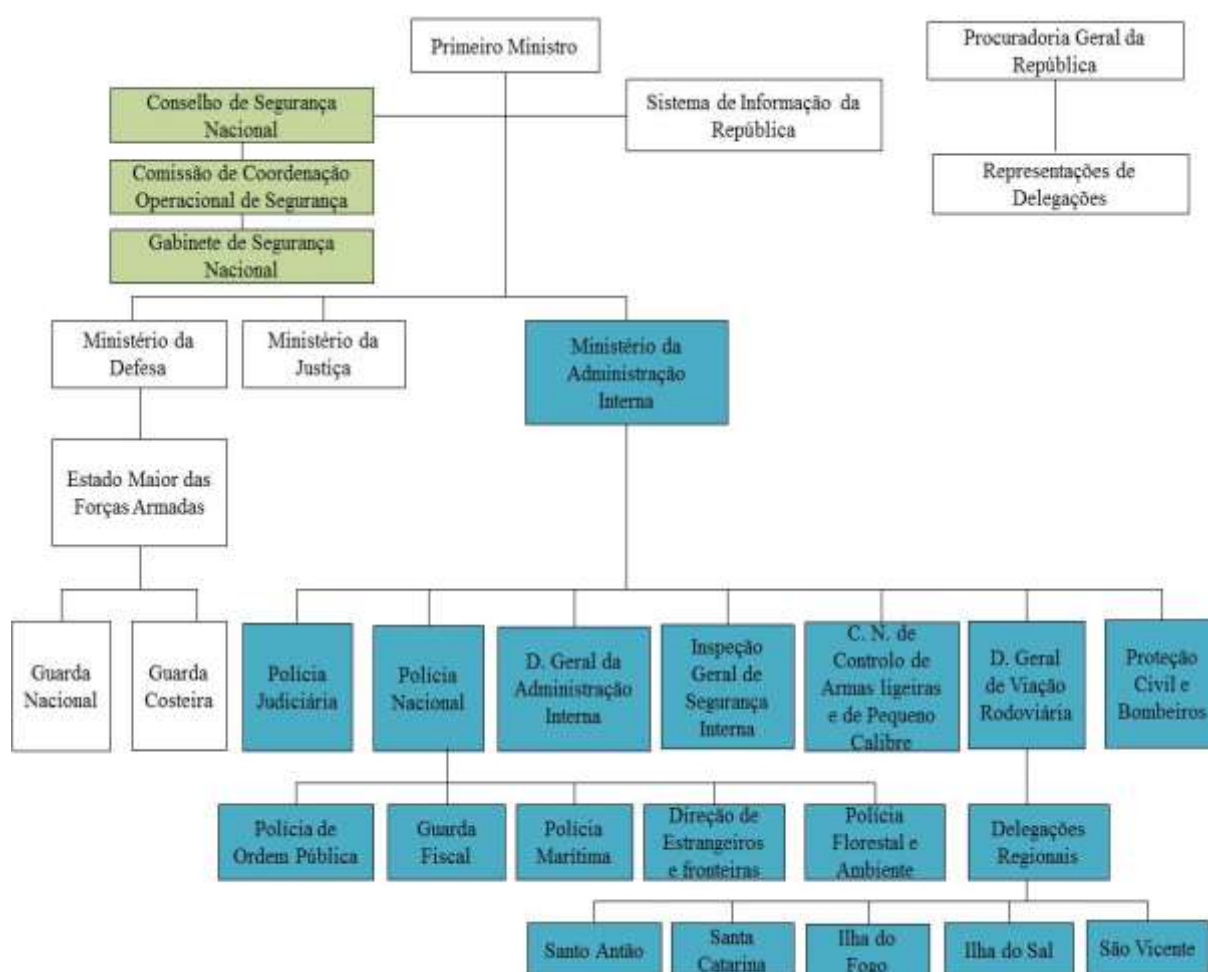 Primeiro Ministro
Procuradoria Geral da
República
Conselho de Segurança
Nacional
Sistema de Informação da
República
Comissão de Coordenação
Operacional de Segurança
Representações de
Delegações
Gabinete de Segurança
Nacional
Ministério da
Defesa
Ministério da
Justiça
Ministério da
Administração
Interna
Estado Maior das
Forças Armadas
Guarda
Nacional
Guarda
Costeira
Polícia
Judiciária
Polícia
Nacional
D. Geral da
Administração
Interna
Inspeção
Geral de
Segurança
Interna
C. N. de
Controlo de
Armas ligeiras
e de Pequeno
Calibre
D. Geral
de Viação
Rodoviária
Proteção
Civil e
Bombeiros
Polícia de
Ordem Pública
Guarda
Fiscal
Polícia
Marítima
Direção de
Estrangeiros
e fronteiras
Polícia
Florestal e
Ambiente
Delegações
Regionais
Santo Antão
Santa
Catarina
Ilha do
Fogo
Ilha do Sal
São Vicente